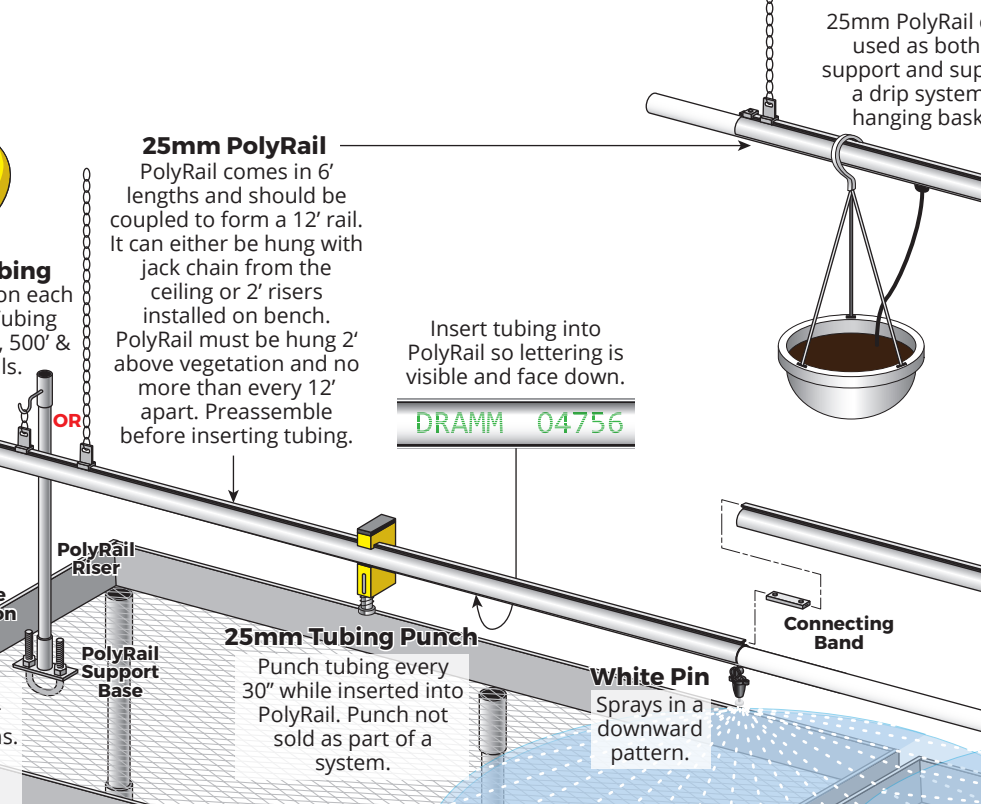 25mm PolyRail
used as both
support and
a drip system
hanging
25mm PolyRail
PolyRail comes in 6’
lengths and should be
coupled to form a 12’ rail.
It can either be hung with
jack chain from the
ceiling or 2’ risers
installed on bench.
PolyRail must be hung 2‘
above vegetation and no
more than every 12’
apart. Preassemble
before inserting tubing.
on each
, 500’ &
OR
Insert tubing into
PolyRail so lettering is
visible and face down.
DRAMM 04756
PolyRail
Riser
PolyRail
Support
Base
25mm Tubing Punch
Punch tubing every
30” while inserted into
PolyRail. Punch not
sold as part of a
system.
White Pin
Sprays in a
downward
pattern.
Connecting
Band